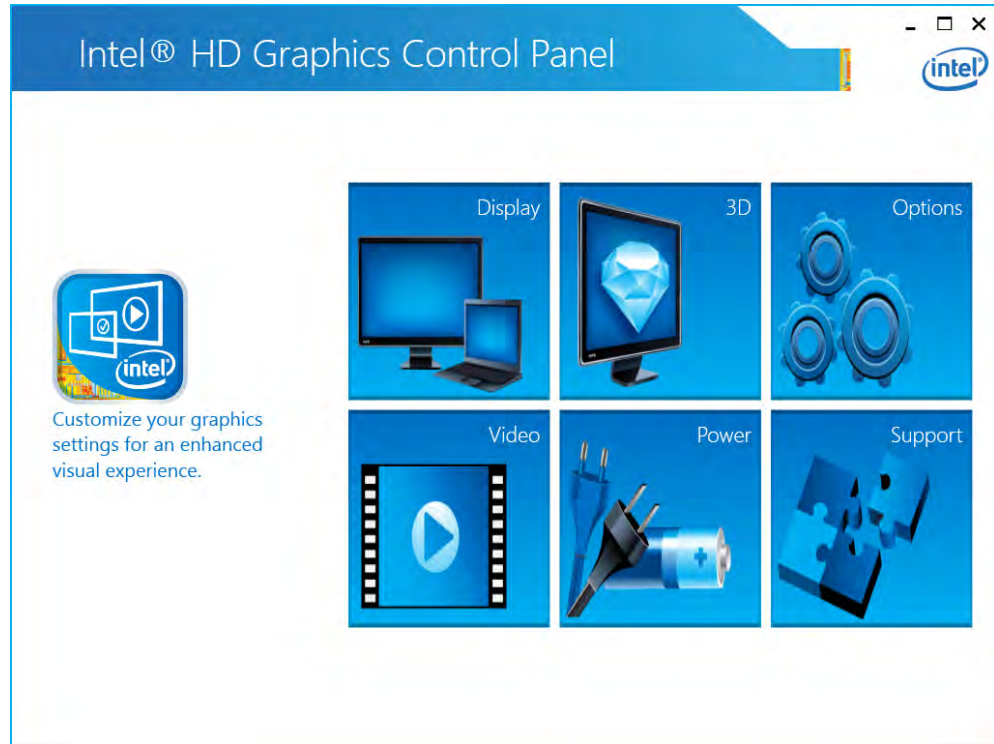 Intel® HD Graphics Control Panel
intel
Display
3D
Options
intel
Customize your graphics
settings for an enhanced
visual experience.
Video
Power
Support